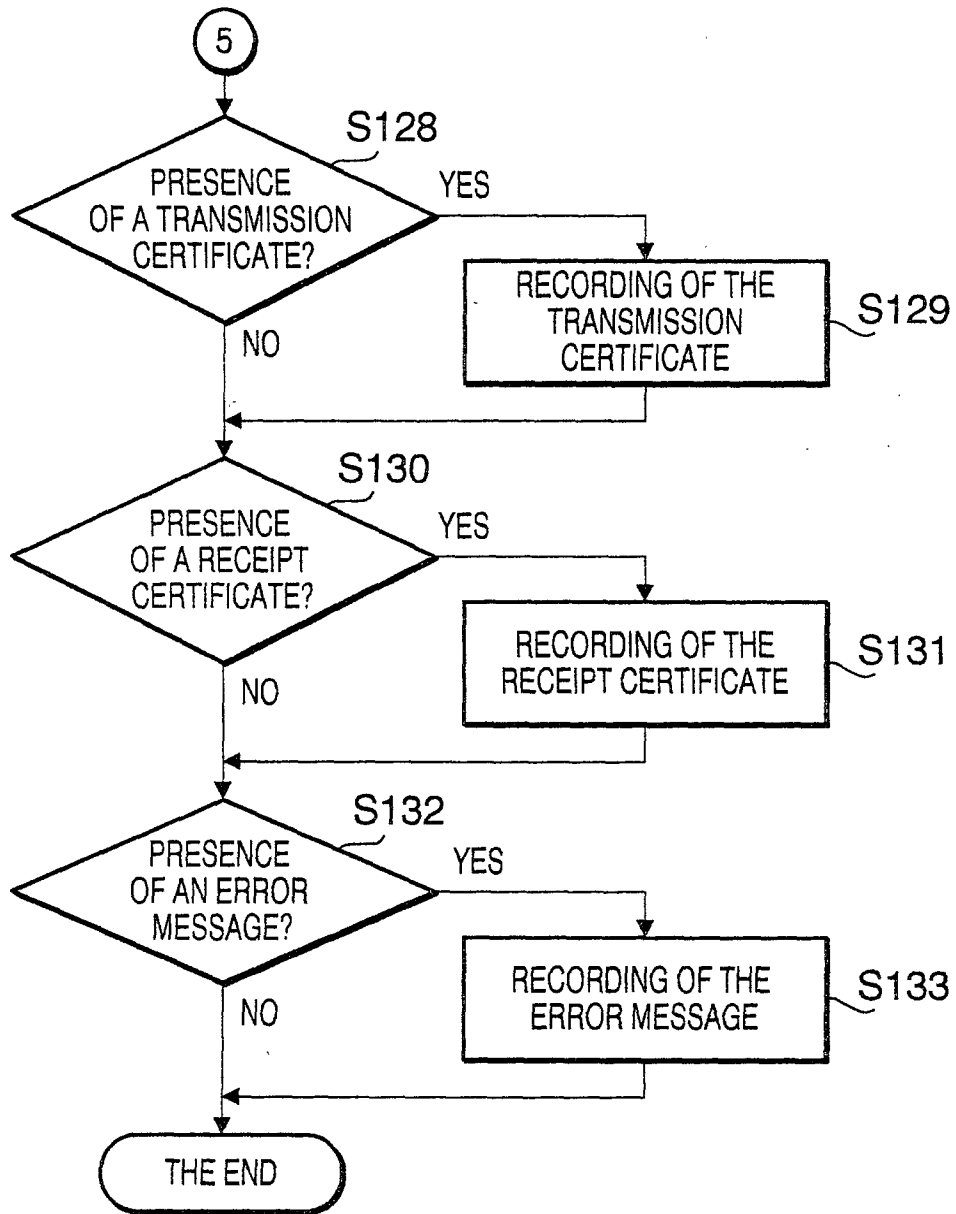 5
S128
PRESENCE
OF A TRANSMISSION
CERTIFICATE?
YES
NO
RECORDING OF THE
TRANSMISSION
CERTIFICATE
S129
S130
PRESENCE
OF A RECEIPT
CERTIFICATE?
YES
NO
RECORDING OF THE
RECEIPT CERTIFICATE
S131
S132
PRESENCE
OF AN ERROR
MESSAGE?
YES
NO
RECORDING OF THE
ERROR MESSAGE
S133
THE END